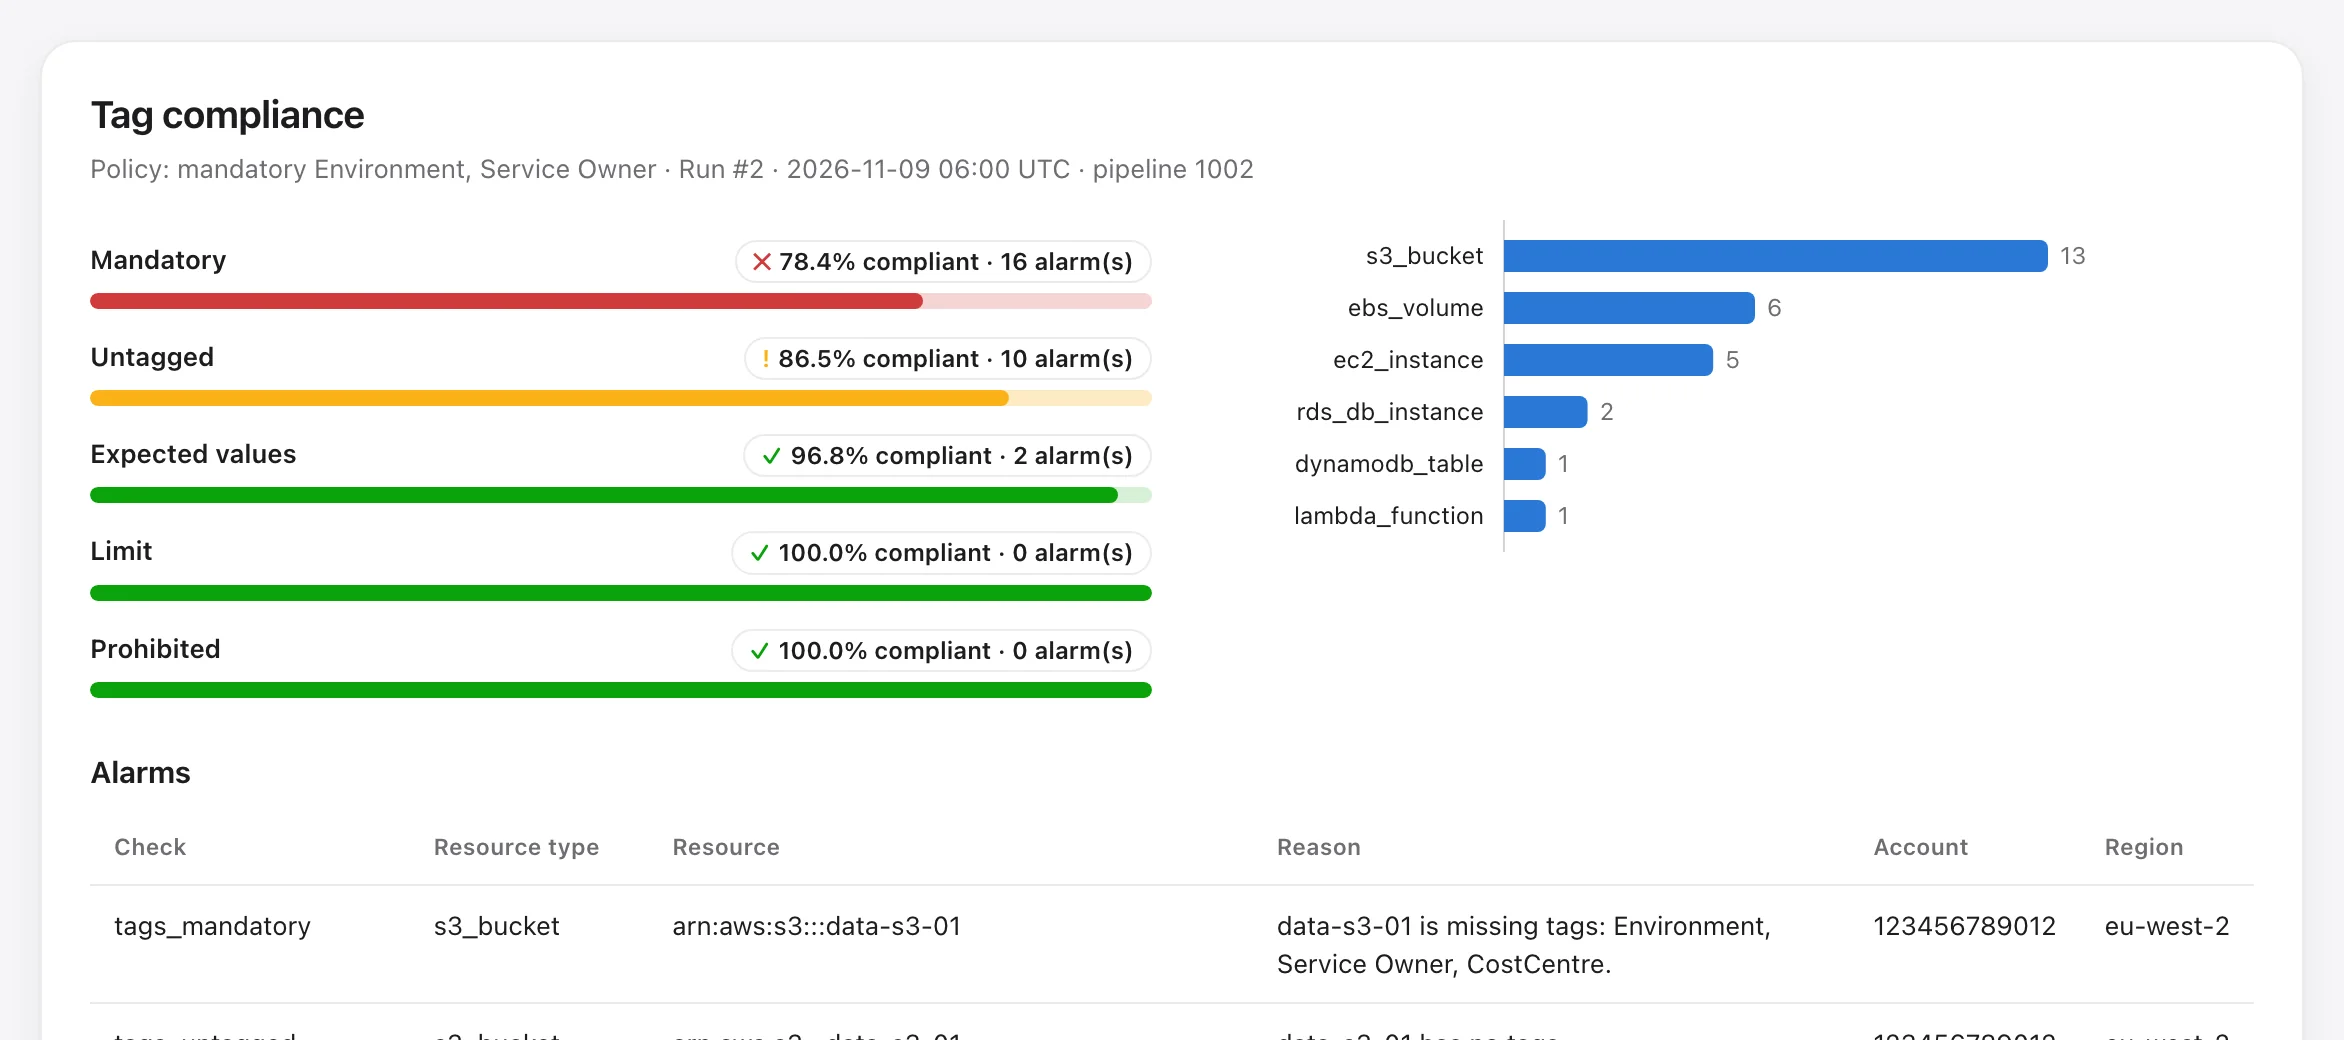 Tag compliance
Policy: mandatory Environment, Service Owner · Run #2 · 2026-11-09 06:00 UTC · pipeline 1002
Mandatory
✕ 78.4% compliant · 16 alarm(s)
Untagged
! 86.5% compliant · 10 alarm(s)
Expected values
✓ 96.8% compliant · 2 alarm(s)
Limit
✓ 100.0% compliant · 0 alarm(s)
Prohibited
✓ 100.0% compliant · 0 alarm(s)
s3_bucket 13
ebs_volume 6
ec2_instance 5
rds_db_instance 2
dynamodb_table 1
lambda_function 1
Alarms
Check Resource type Resource Reason Account Region
tags_mandatory s3_bucket arn:aws:s3:::data-s3-01 data-s3-01 is missing tags: Environment, 123456789012 eu-west-2
Service Owner, CostCentre.